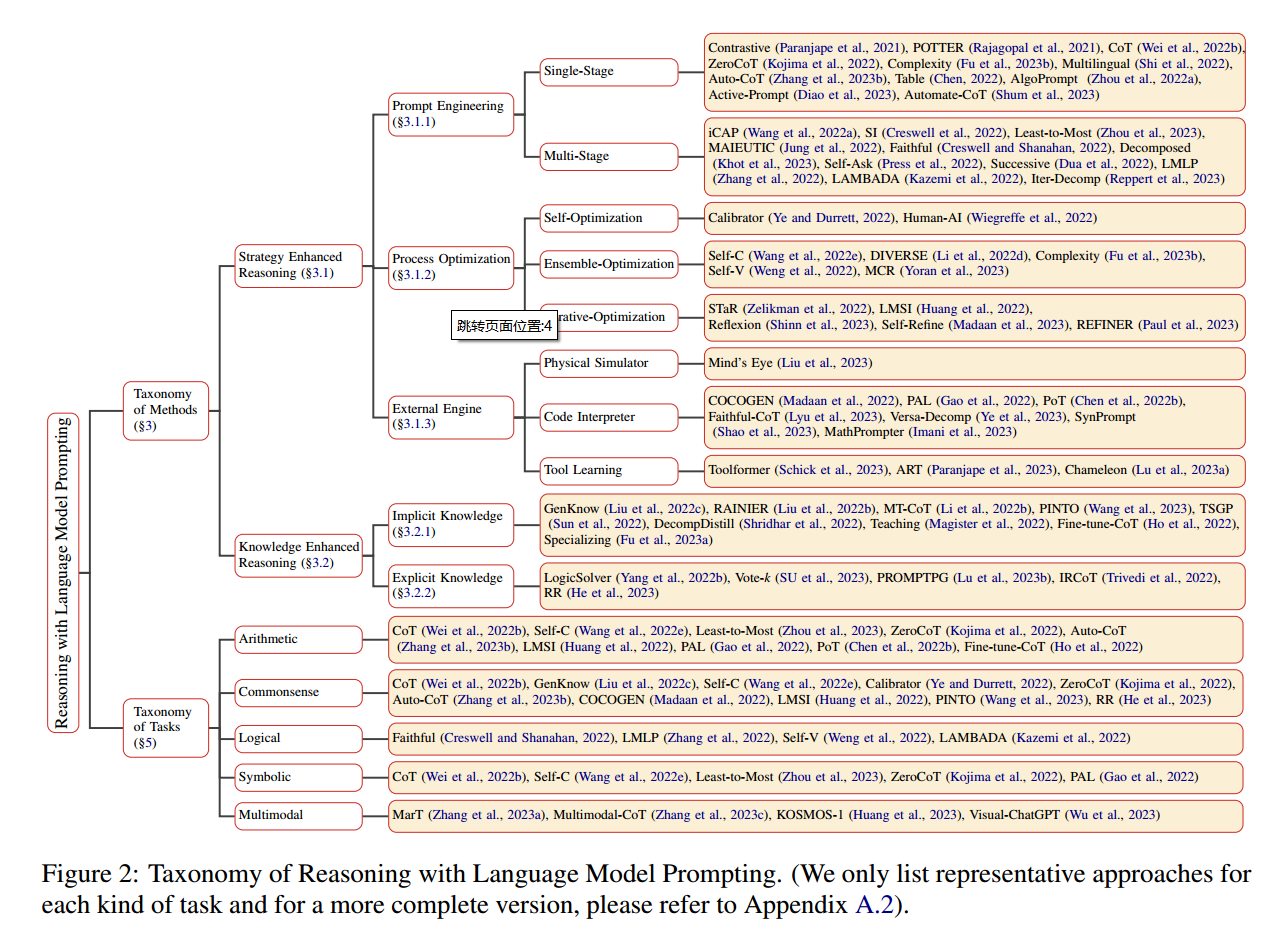 Contrastive (Paranjape et al., 2021), POTTER (Rajagopal et al., 2021), CoT (Wei et al., 2022b),
ZeroCoT (Kojima et al., 2022), Complexity (Fu et al., 2023b), Multilingual (Shi et al., 2022),
Auto-CoT (Zhang et al., 2023b), Table (Chen, 2022), AlgoPrompt (Zhou et al., 2022a),
Active-Prompt (Diao et al., 2023), Automate-CoT (Shum et al., 2023)
Single-Stage
Prompt Engineering
(§3.1.1)
iCAP (Wang et al., 2022a), SI (Creswell et al., 2022), Least-to-Most (Zhou et al., 2023),
MAIEUTIC (Jung et al., 2022), Faithful (Creswell and Shanahan, 2022), Decomposed
(Khot et al., 2023), Self-Ask (Press et al., 2022), Successive (Dua et al., 2022), LMLP
(Zhang et al., 2022), LAMBADA (Kazemi et al., 2022), Iter-Decomp (Reppert et al., 2023)
Multi-Stage
Self-Optimization
Calibrator (Ye and Durrett, 2022), Human-AI (Wiegreffe et al., 2022)
Strategy Enhanced
Reasoning (§3.1)
Process Optimization
(§3.1.2)
Ensemble-Optimization
Self-C (Wang et al., 2022e), DIVERSE (Li et al., 2022d), Complexity (Fu et al., 2023b),
Self-V (Weng et al., 2022), MCR (Yoran et al., 2023)
跳转页面位置:4
rative-Optimization
STaR (Zelikman et al., 2022), LMSI (Huang et al., 2022),
Reflexion (Shinn et al., 2023), Self-Refine (Madaan et al., 2023), REFINER (Paul et al., 2023)
Physical Simulator
Mind's Eye (Liu et al., 2023)
Taxonomy
of Methods
(§3)
External Engine
(§3.1.3)
Code Interpreter
COCOGEN (Madaan et al., 2022), PAL (Gao et al., 2022), PoT (Chen et al., 2022b),
Faithful-CoT (Lyu et al., 2023), Versa-Decomp (Ye et al., 2023), SynPrompt
(Shao et al., 2023), MathPrompter (Imani et al., 2023)
Tool Learning
Toolformer (Schick et al., 2023), ART (Paranjape et al., 2023), Chameleon (Lu et al., 2023a)
Reasoning with Language Model Prompting
Knowledge Enhanced
Reasoning (§3.2)
Implicit Knowledge
(§3.2.1)
GenKnow (Liu et al., 2022c), RAINIER (Liu et al., 2022b), MT-CoT (Li et al., 2022b), PINTO (Wang et al., 2023), TSGP
(Sun et al., 2022), DecompDistill (Shridhar et al., 2022), Teaching (Magister et al., 2022), Fine-tune-CoT (Ho et al., 2022),
Specializing (Fu et al., 2023a)
Explicit Knowledge
(§3.2.2)
LogicSolver (Yang et al., 2022b), Vote-k (SU et al., 2023), PROMPTPG (Lu et al., 2023b), IRCoT (Trivedi et al., 2022),
RR (He et al., 2023)
Taxonomy
of Tasks
(§5)
Arithmetic
CoT (Wei et al., 2022b), Self-C (Wang et al., 2022e), Least-to-Most (Zhou et al., 2023), ZeroCoT (Kojima et al., 2022), Auto-CoT
(Zhang et al., 2023b), LMSI (Huang et al., 2022), PAL (Gao et al., 2022), PoT (Chen et al., 2022b), Fine-tune-CoT (Ho et al., 2022)
Commonsense
CoT (Wei et al., 2022b), GenKnow (Liu et al., 2022c), Self-C (Wang et al., 2022e), Calibrator (Ye and Durrett, 2022), ZeroCoT (Kojima et al., 2022),
Auto-CoT (Zhang et al., 2023b), COCOGEN (Madaan et al., 2022), LMSI (Huang et al., 2022), PINTO (Wang et al., 2023), RR (He et al., 2023)
Logical
Faithful (Creswell and Shanahan, 2022), LMLP (Zhang et al., 2022), Self-V (Weng et al., 2022), LAMBADA (Kazemi et al., 2022)
Symbolic
CoT (Wei et al., 2022b), Self-C (Wang et al., 2022e), Least-to-Most (Zhou et al., 2023), ZeroCoT (Kojima et al., 2022), PAL (Gao et al., 2022)
Multimodal
MarT (Zhang et al., 2023a), Multimodal-CoT (Zhang et al., 2023c), KOSMOS-1 (Huang et al., 2023), Visual-ChatGPT (Wu et al., 2023)
Figure 2: Taxonomy of Reasoning with Language Model Prompting. (We only list representative approaches for
each kind of task and for a more complete version, please refer to Appendix A.2).